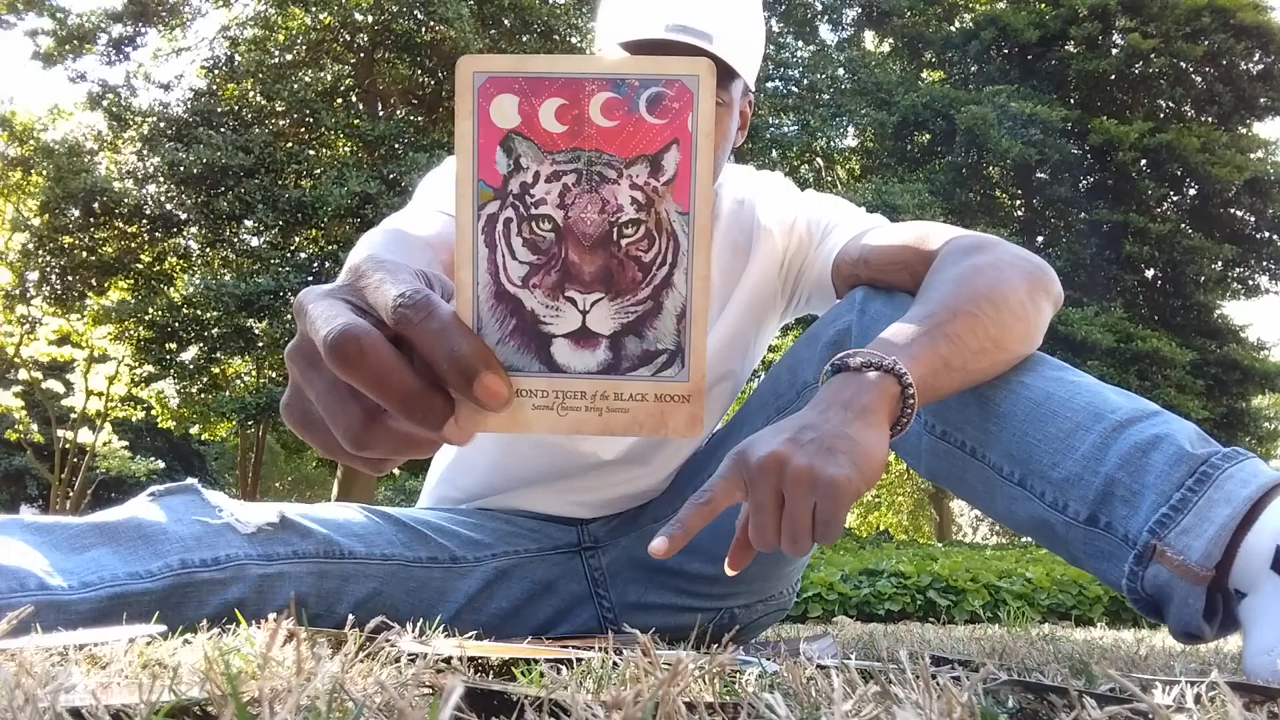 MOND TIGER of the BLACK MOON
Second Chances Bring Success